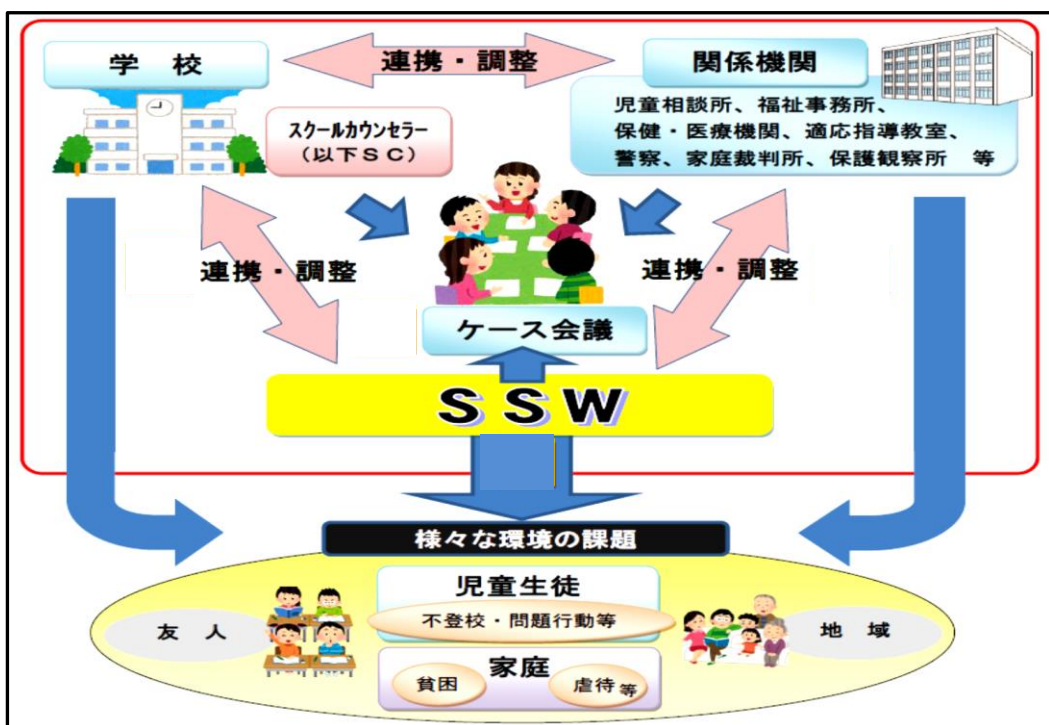 学 校
連携・調整
関係機関
児童相談所、福祉事務所、
保健・医療機関、適応指導教室、
警察、家庭裁判所、保護観察所 等
スクールカウンセラー
(以下SC)
連携・調整
連携・調整
ケース会議
SSW
様々な環境の課題
児童生徒
不登校・問題行動等
友 人
地 域
家庭
貧困
虐待等